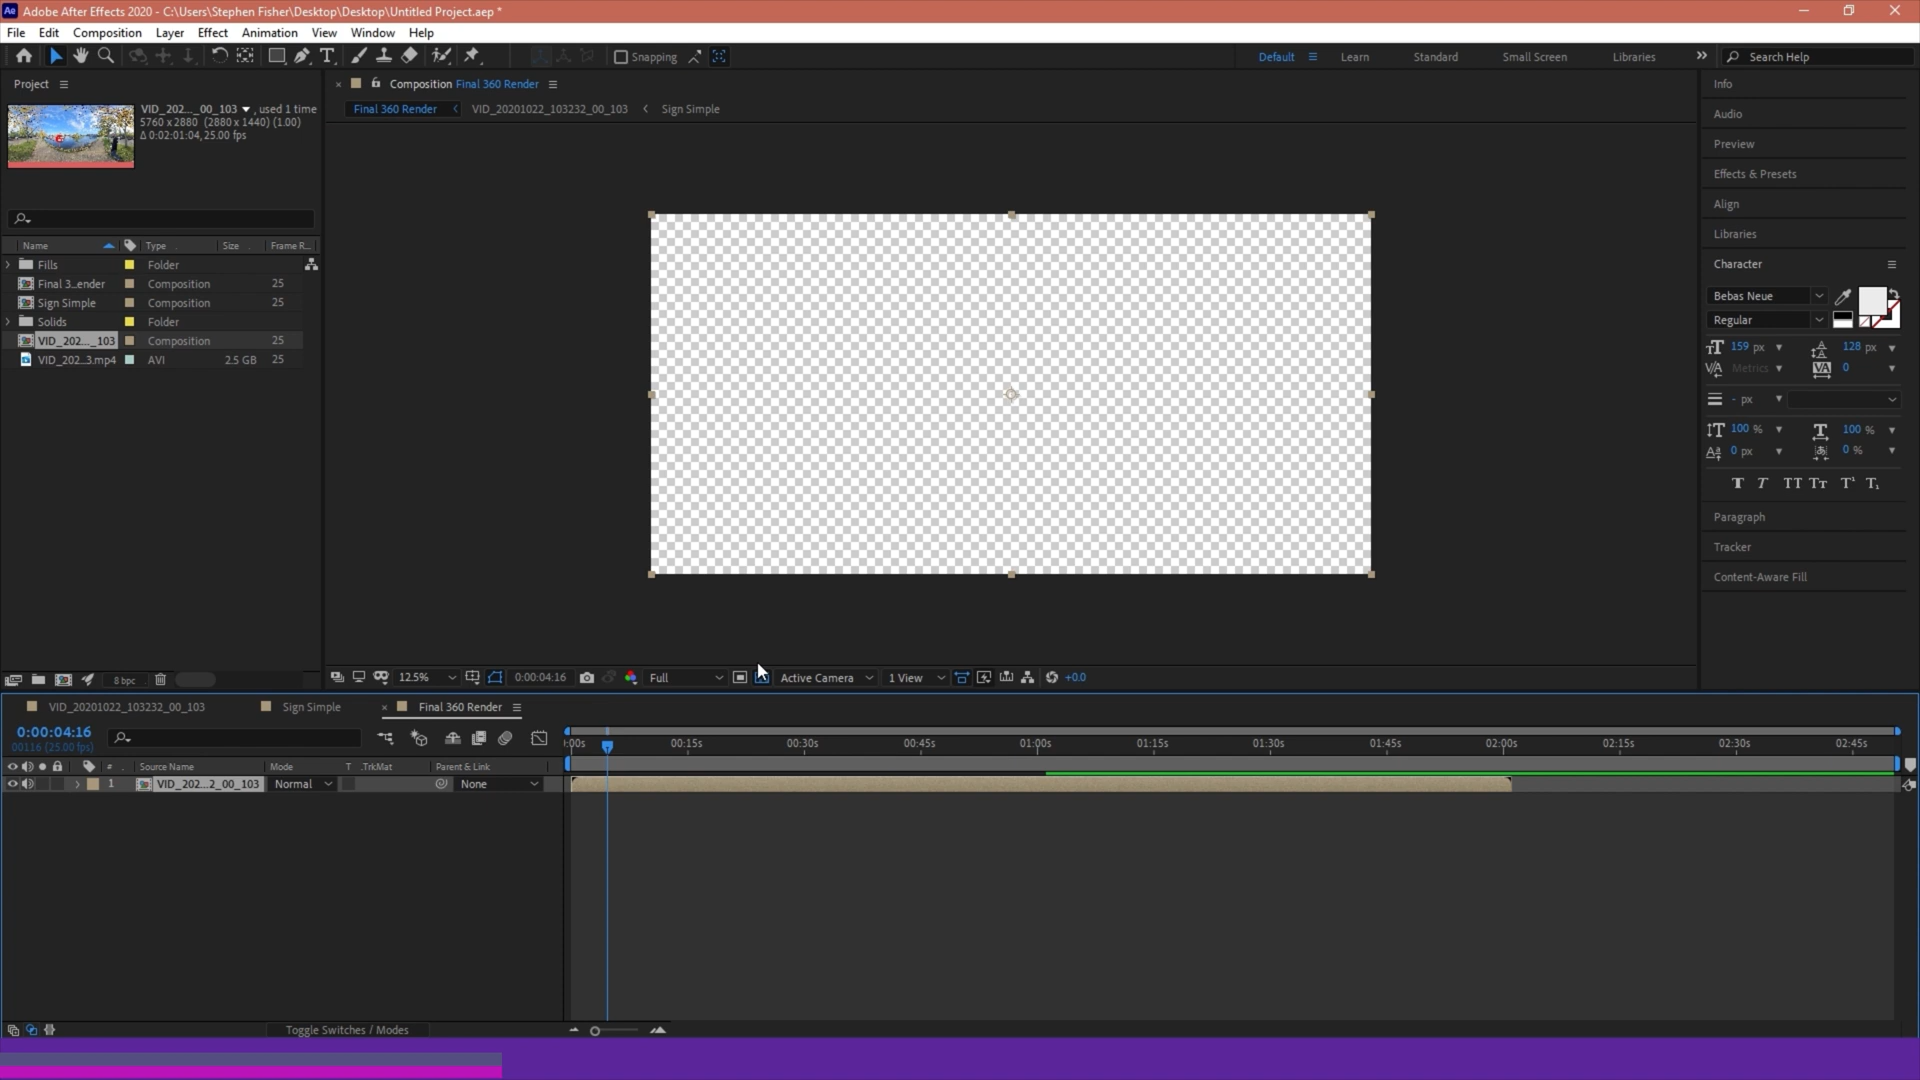 Adobe After Effects 2020 - C:\Users\Stephen Fisher\Desktop\Desktop\Untitled Project.aep *
File Edit Composition Layer Effect Animation View Window Help
Snapping
Default Learn Standard Small Screen Libraries Search Help
Project
VID_202..._00_103 , used 1 time
5760 x 2880 (2880 x 1440) (1.00)
Δ 0:02:01:04, 25.00 fps
Name Type Size Frame R...
Fills Folder
Final 3...ender Composition 25
Sign Simple Composition 25
Solids Folder
VID_202..._103 Composition 25
VID_202...3.mp4 AVI 2.5 GB 25
8 bpc
Composition Final 360 Render
Final 360 Render VID_20201022_103232_00_103 Sign Simple
12.5% 0:00:04:16 Full Active Camera 1 View +0.0
Info
Audio
Preview
Effects & Presets
Align
Libraries
Character
Bebas Neue
Regular
159 px 128 px
Metrics 0
- px
100 % 100 %
0 px 0 %
Paragraph
Tracker
Content-Aware Fill
VID_20201022_103232_00_103 Sign Simple Final 360 Render
0:00:04:16
00116 (25.00 fps)
:00s 00:15s 00:30s 00:45s 01:00s 01:15s 01:30s 01:45s 02:00s 02:15s 02:30s 02:45s
# Source Name Mode T .TrkMat Parent & Link
1 VID_202...2_00_103 Normal None
Toggle Switches / Modes